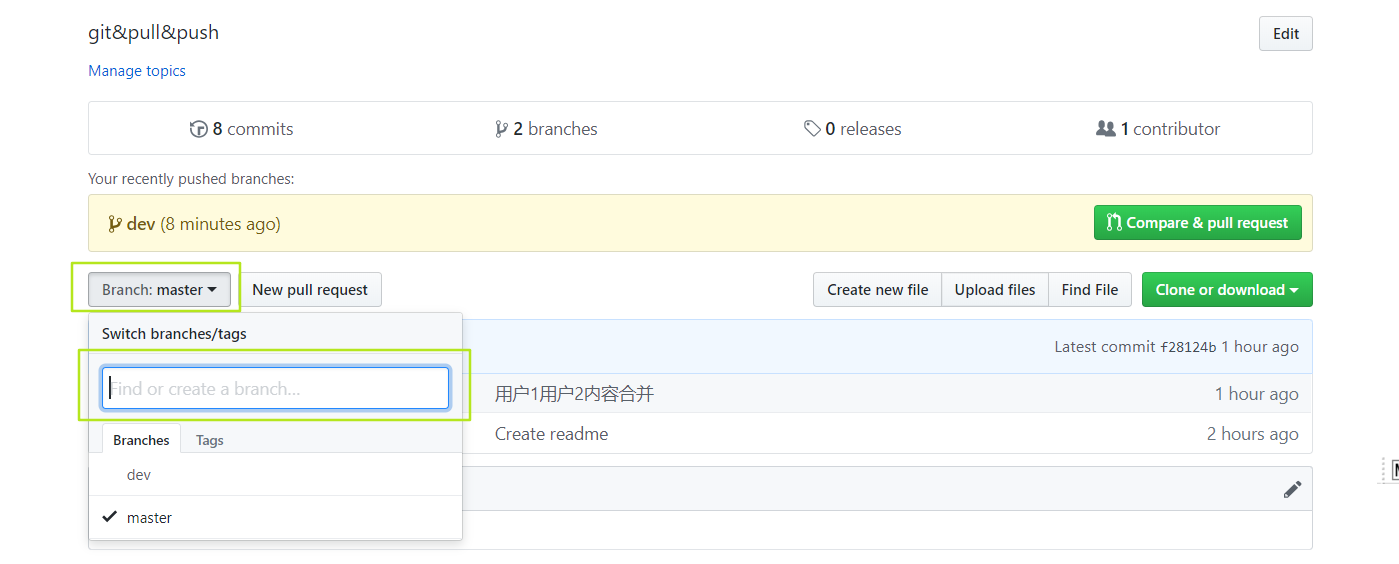 git&pull&push
Edit
Manage topics
8 commits
2 branches
0 releases
1 contributor
Your recently pushed branches:
dev (8 minutes ago)
Compare & pull request
Branch: master
New pull request
Create new file
Upload files
Find File
Clone or download
Switch branches/tags
Latest commit f28124b 1 hour ago
Find or create a branch...
用户1用户2内容合并
1 hour ago
Branches
Tags
Create readme
2 hours ago
dev
master